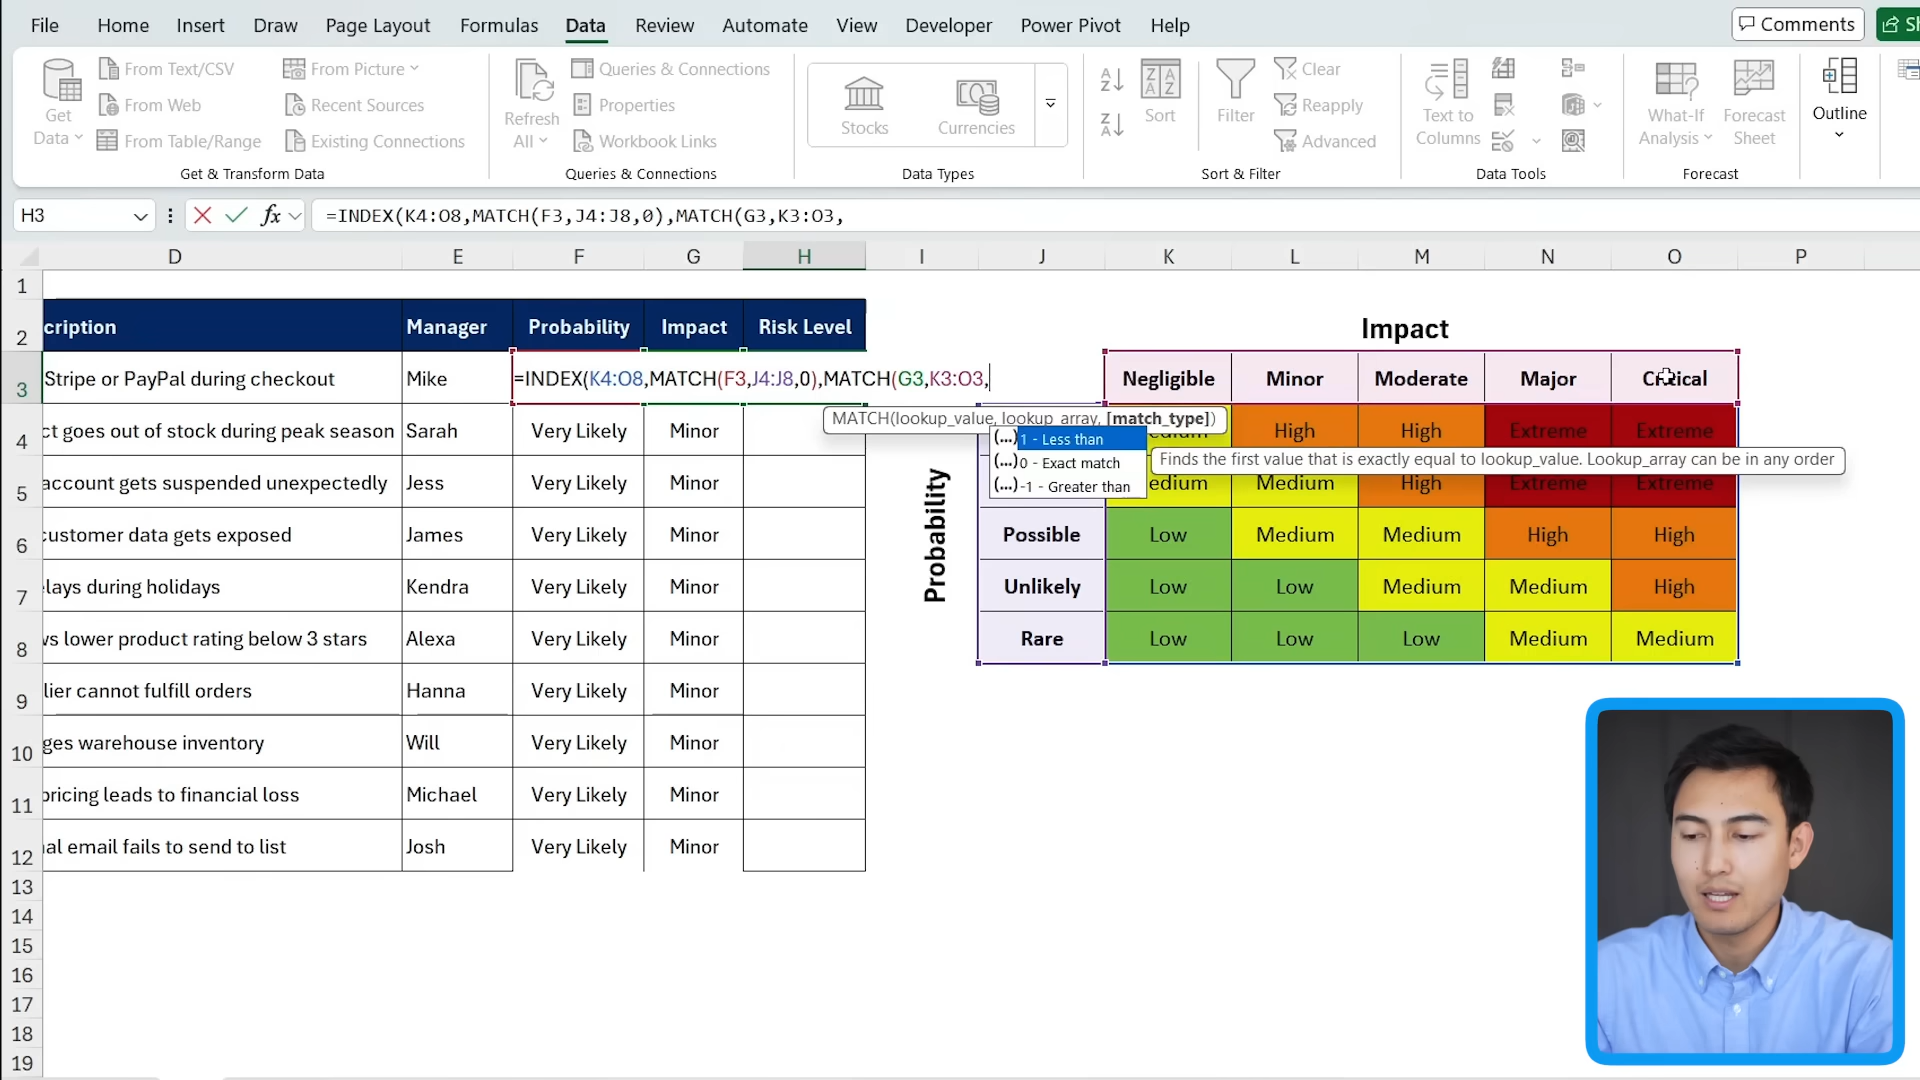 File Home Insert Draw Page Layout Formulas Data Review Automate View Developer Power Pivot Help Comments Sh
Get Data From Text/CSV From Web From Table/Range From Picture Recent Sources Existing Connections
Get & Transform Data
Refresh All Queries & Connections Properties Workbook Links
Queries & Connections
Stocks Currencies
Data Types
A Z Z A Sort Filter Clear Reapply Advanced
Sort & Filter
Text to Columns
Data Tools
What-If Analysis Forecast Sheet
Forecast
Outline
H3 fx =INDEX(K4:O8,MATCH(F3,J4:J8,0),MATCH(G3,K3:O3,
D E F G H I J K L M N O P
1
2 cription Manager Probability Impact Risk Level Impact
3 Stripe or PayPal during checkout Mike =INDEX(K4:O8,MATCH(F3,J4:J8,0),MATCH(G3,K3:O3, Negligible Minor Moderate Major Critical
MATCH(lookup_value, lookup_array, [match_type])
4 ct goes out of stock during peak season Sarah Very Likely Minor High High Extreme Extreme
(...) 1 - Less than
(...) 0 - Exact match
(...) -1 - Greater than
Finds the first value that is exactly equal to lookup_value. Lookup_array can be in any order
5 account gets suspended unexpectedly Jess Very Likely Minor edium Medium High Extreme Extreme
Probability
6 customer data gets exposed James Very Likely Minor Possible Low Medium Medium High High
7 elays during holidays Kendra Very Likely Minor Unlikely Low Low Medium Medium High
8 ws lower product rating below 3 stars Alexa Very Likely Minor Rare Low Low Low Medium Medium
9 lier cannot fulfill orders Hanna Very Likely Minor
10 ges warehouse inventory Will Very Likely Minor
11 pricing leads to financial loss Michael Very Likely Minor
12 nal email fails to send to list Josh Very Likely Minor
13
14
15
16
17
18
19